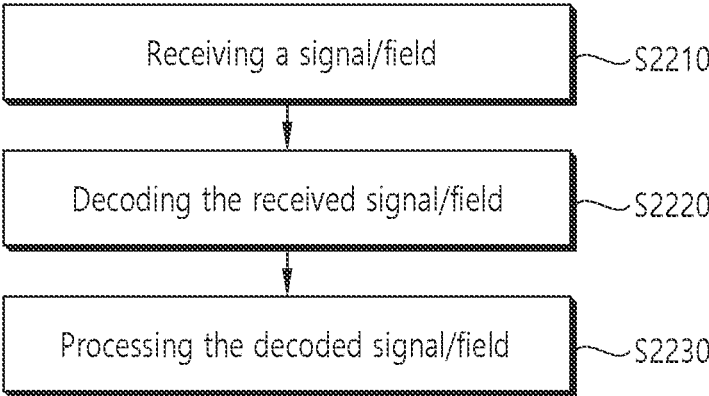 Receiving a signal/field
S2210
Decoding the received signal/field
S2220
Processing the decoded signal/field
S2230